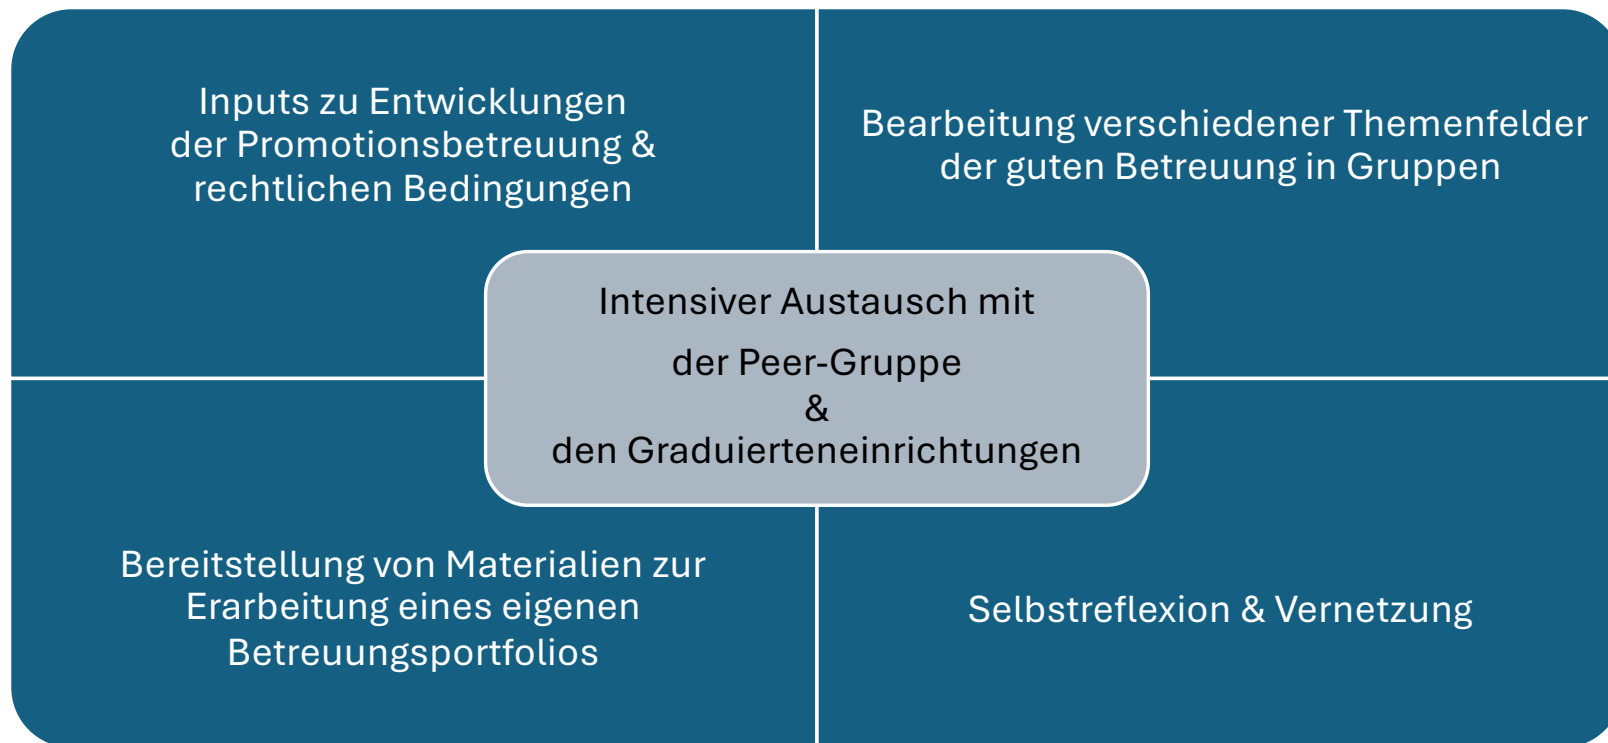 Inputs zu Entwicklungen
der Promotionsbetreuung &
rechtlichen Bedingungen
Bearbeitung verschiedener Themenfelder
der guten Betreuung in Gruppen
Intensiver Austausch mit
der Peer-Gruppe
&
den Graduierteneinrichtungen
Bereitstellung von Materialien zur
Erarbeitung eines eigenen
Betreuungsportfolios
Selbstreflexion & Vernetzung